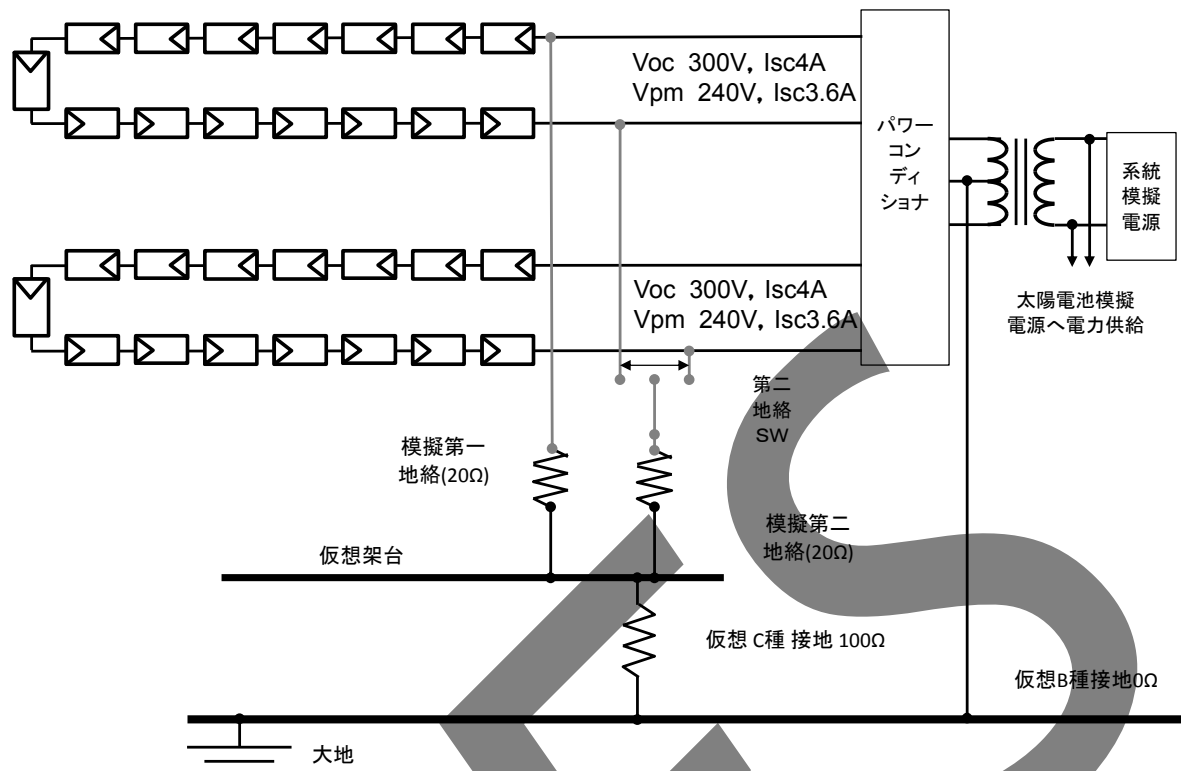 Voc 300V, Isc4A
Vpm 240V, Isc3.6A
パワー
コン
ディ
ショナ
系統
模擬
電源
太陽電池模擬
電源へ電力供給
Voc 300V, Isc4A
Vpm 240V, Isc3.6A
第二
地絡
SW
模擬第一
地絡(20Ω)
模擬第二
地絡(20Ω)
仮想架台
仮想 C種 接地 100Ω
仮想B種接地0Ω
大地